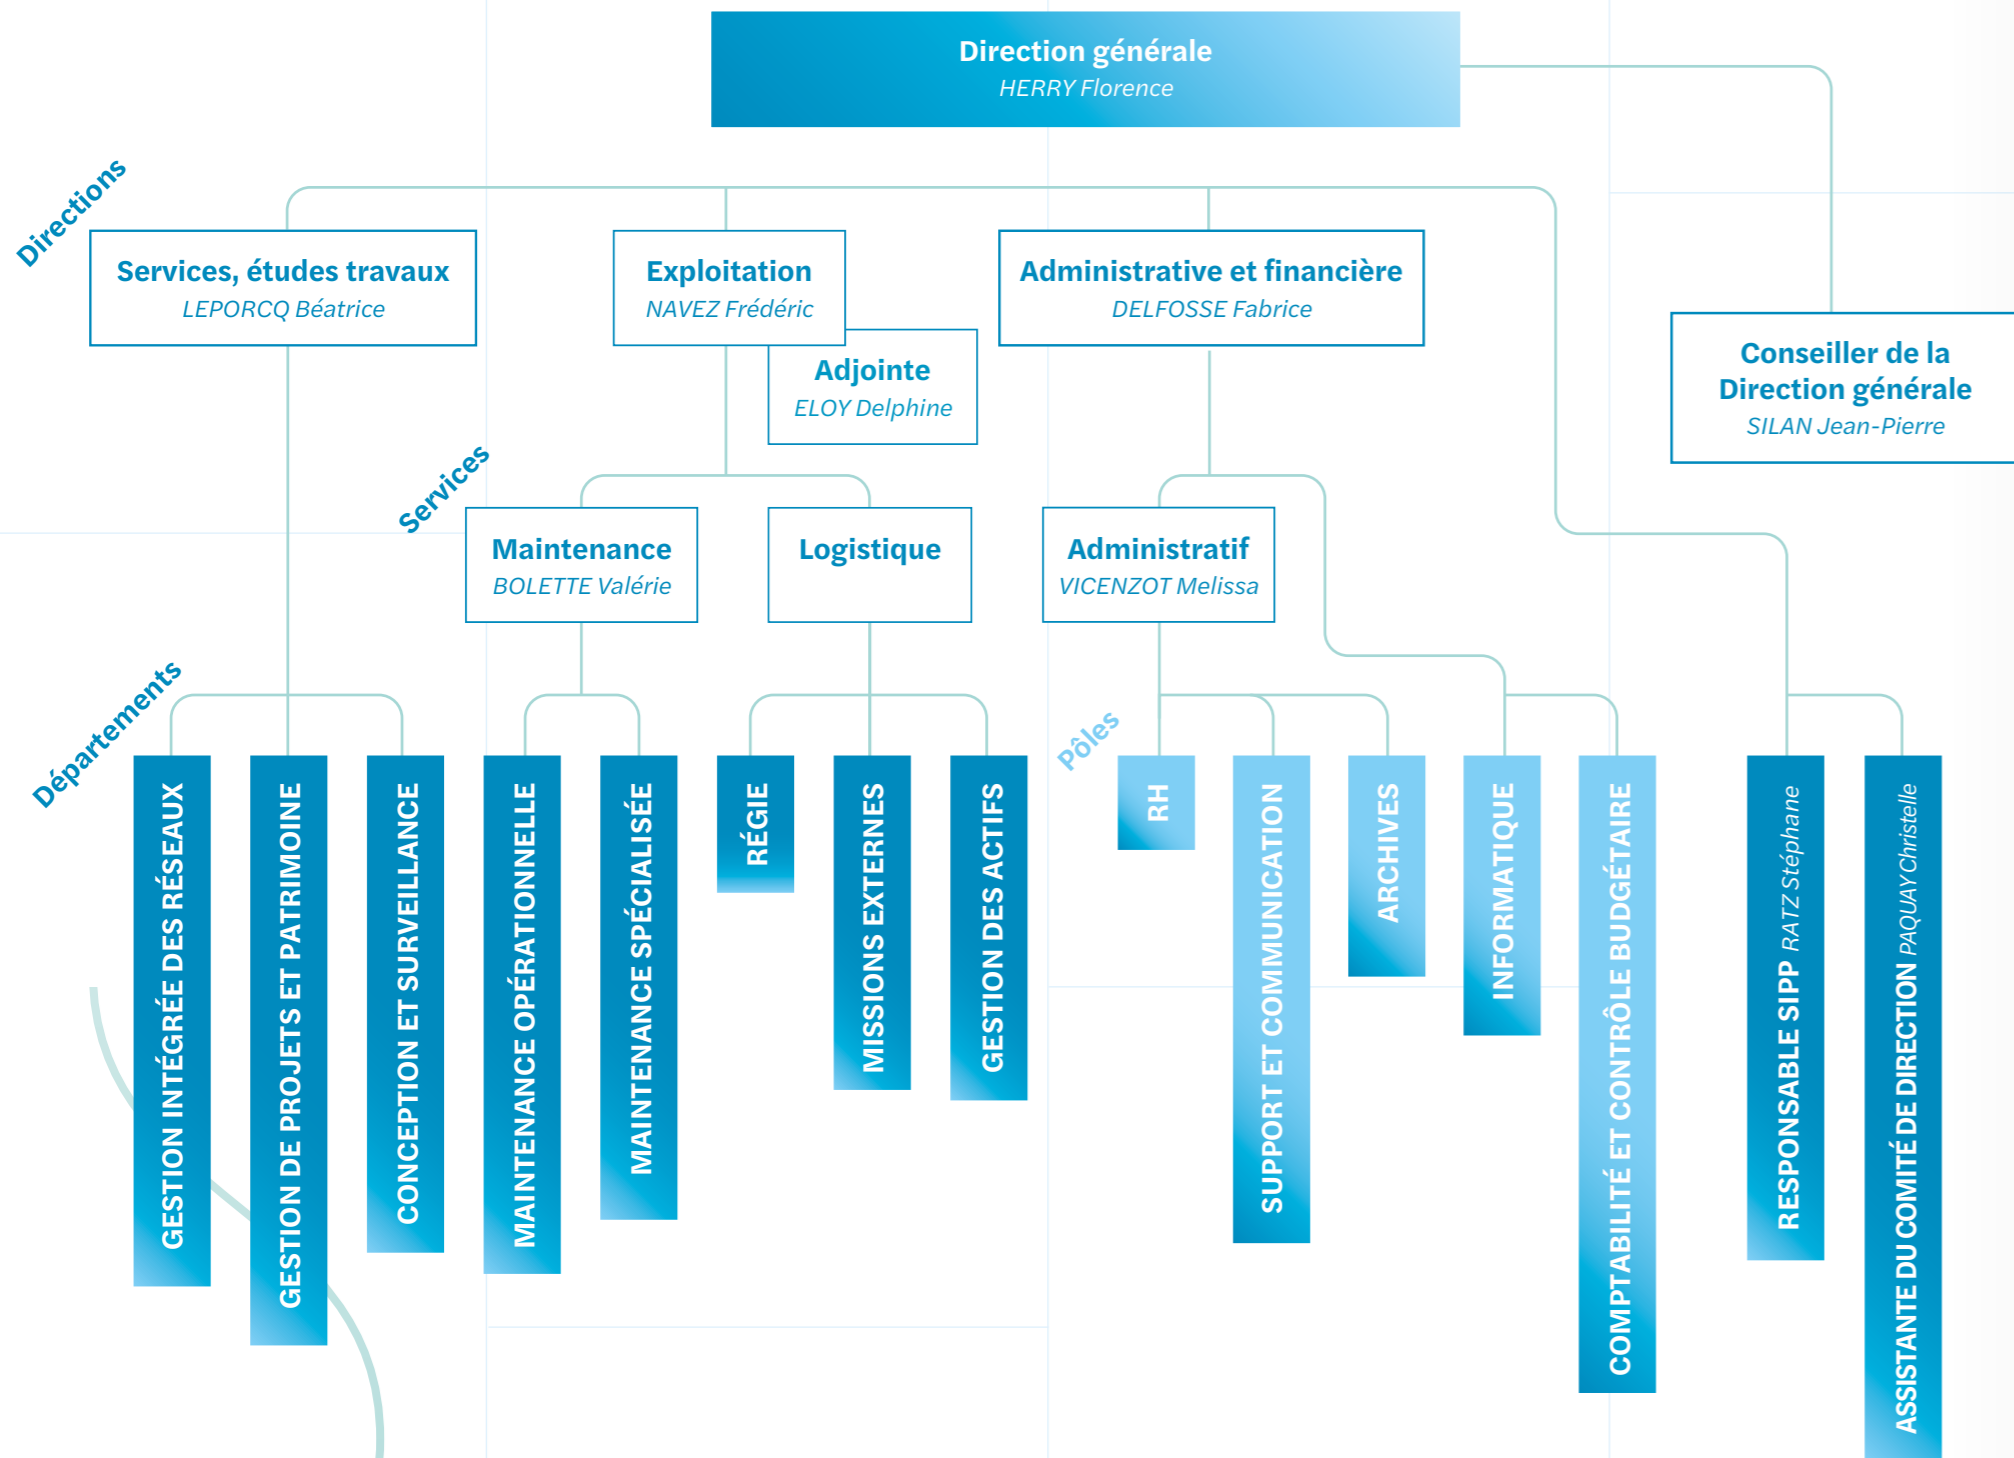 Direction générale
HERRY Florence
Directions
Services, études travaux
LEPORCQ Béatrice
Exploitation
NAVEZ Frédéric
Adjointe
ELOY Delphine
Administrative et financière
DELFOSSE Fabrice
Conseiller de la
Direction générale
SILAN Jean-Pierre
Services
Maintenance
BOLETTE Valérie
Logistique
Administratif
VICENZOT Melissa
Départements
GESTION INTÉGRÉE DES RÉSEAUX
GESTION DE PROJETS ET PATRIMOINE
CONCEPTION ET SURVEILLANCE
MAINTENANCE OPÉRATIONNELLE
MAINTENANCE SPÉCIALISÉE
RÉGIE
MISSIONS EXTERNES
GESTION DES ACTIFS
Pôles
RH
SUPPORT ET COMMUNICATION
ARCHIVES
INFORMATIQUE
COMPTABILITÉ ET CONTRÔLE BUDGÉTAIRE
RESPONSABLE SIPP RATZ Stéphane
ASSISTANTE DU COMITÉ DE DIRECTION PAQUAY Christelle